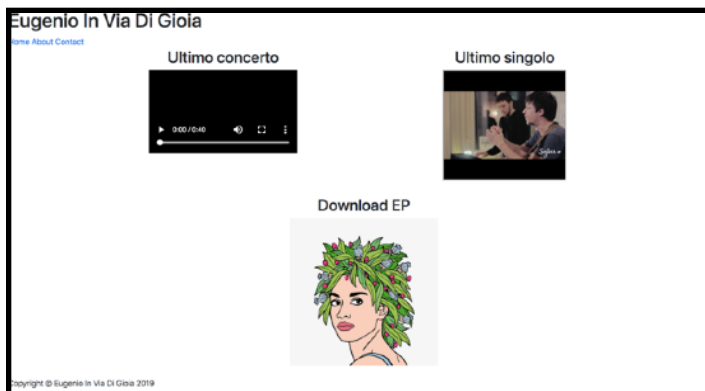 Eugenio In Via Di Gioia
Home About Contact
Ultimo concerto
Ultimo singolo
0:00 / 0:40
Download EP
Copyright © Eugenio In Via Di Gioia 2019